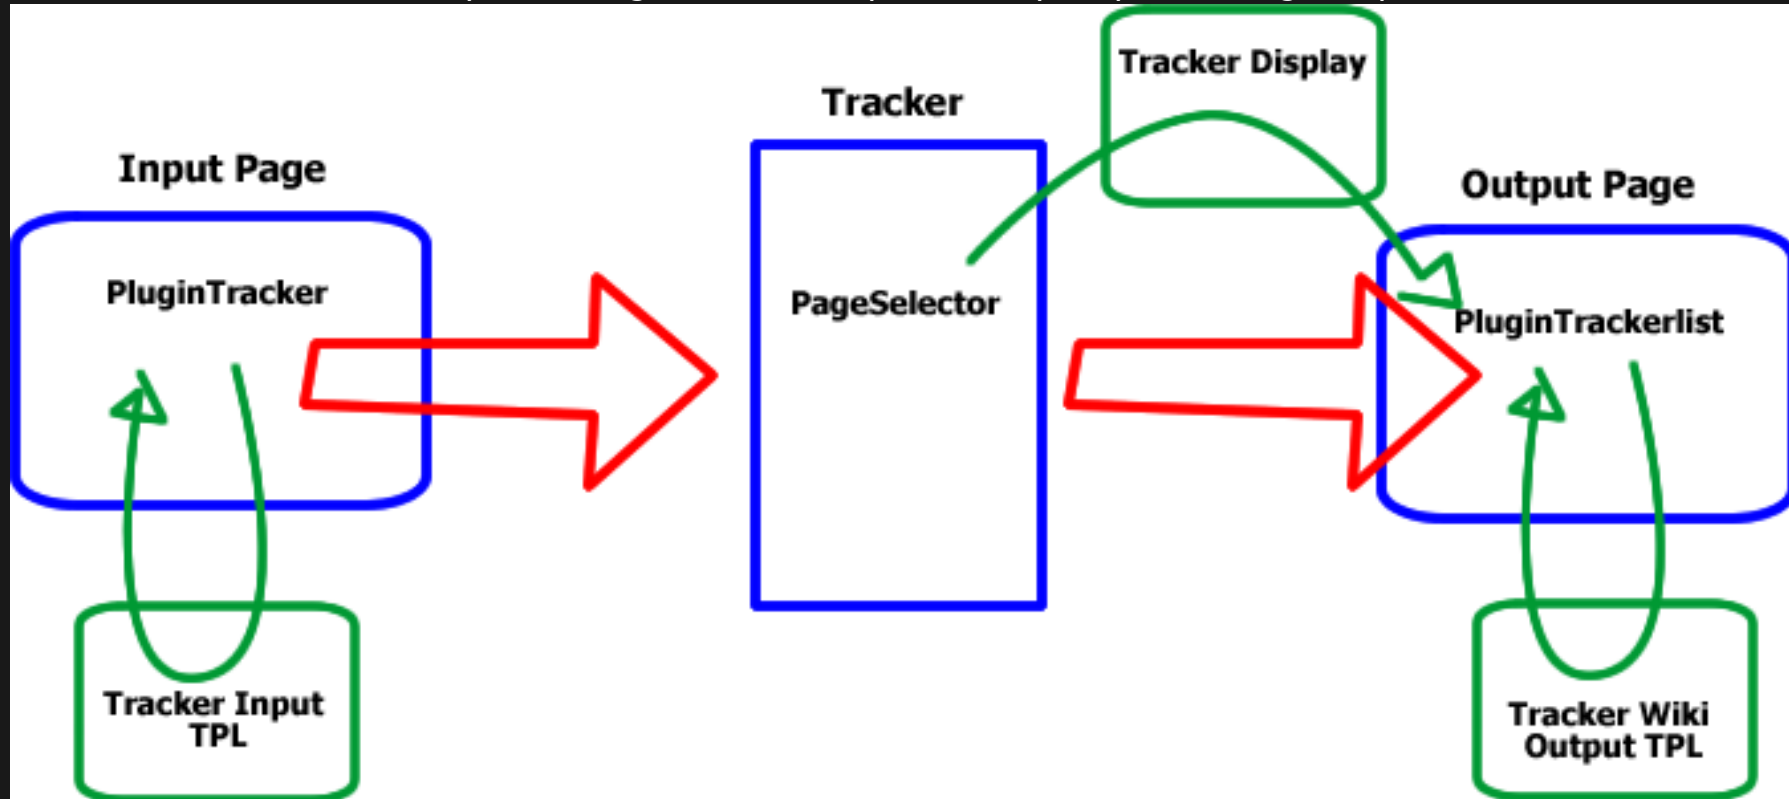 Tracker Display
Tracker
Input Page
Output Page
PluginTracker
PageSelector
PluginTrackerlist
Tracker Input
TPL
Tracker Wiki
Output TPL